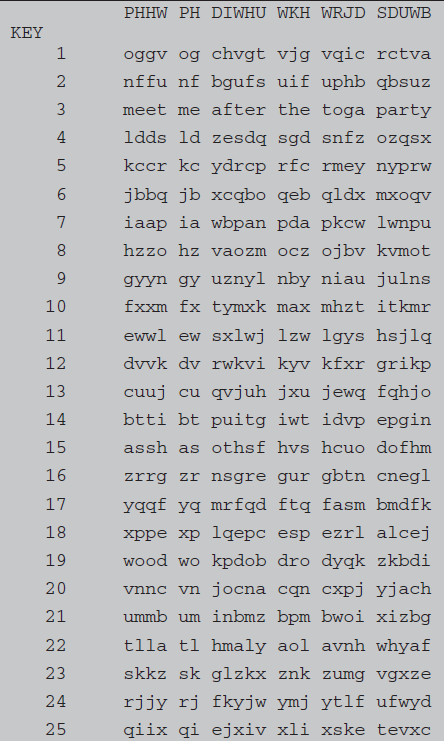 PHHW PH DIWHU WKH WRJD SDUWB
KEY
1 oggv og chvgt vjg vqic rctva
2 nffu nf bgufs uif uphb qbsuz
3 meet me after the toga party
4 ldds ld zesdq sgd snfz ozqsx
5 kccr kc ydrcp rfc rmey nyprw
6 jbbq jb xcqbo qeb qldx mxoqv
7 iaap ia wbpan pda pkcw lwnpu
8 hzzo hz vaozm ocz ojbv kvmot
9 gyyn gy uznyl nby niau julns
10 fxxm fx tymxk max mhzt itkmr
11 ewwl ew sxlwj lzw lgys hsjlq
12 dvvk dv rwkvi kyv kfxr grikp
13 cuuj cu qvjuh jxu jewq fqhjo
14 btti bt puitg iwt idvp epgin
15 assh as othsf hvs hcuo dofhm
16 zrrg zr nsgre gur gbtn cnegl
17 yqqf yq mrfqd ftq fasm bmdfk
18 xppe xp lqepc esp ezrl alcej
19 wood wo kpdob dro dyqk zkbdi
20 vnnc vn jocna cqn cxpj yjach
21 ummb um inbmz bpm bwoi xizbg
22 tlla tl hmaly aol avnh whyaf
23 skkz sk glzkx znk zumg vgxze
24 rjjy rj fkyjw ymj ytlf ufwyd
25 qiix qi ejxiv xli xske tevxc